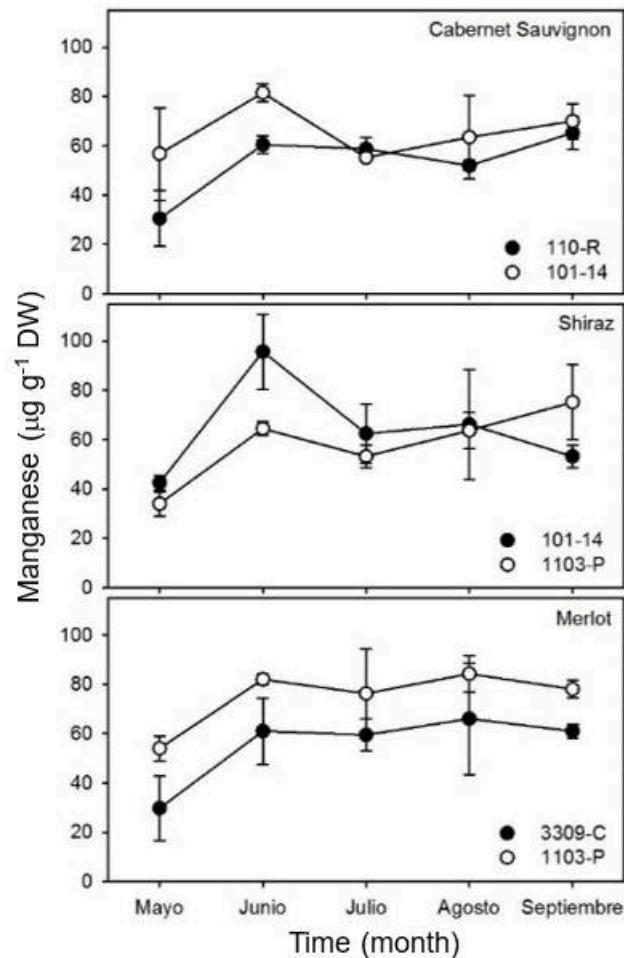 Manganese (µg g⁻¹ DW)
Cabernet Sauvignon
100
80
60
40
20
0
110-R
101-14
Shiraz
100
80
60
40
20
0
101-14
1103-P
Merlot
100
80
60
40
20
0
3309-C
1103-P
Mayo Junio Julio Agosto Septiembre
Time (month)